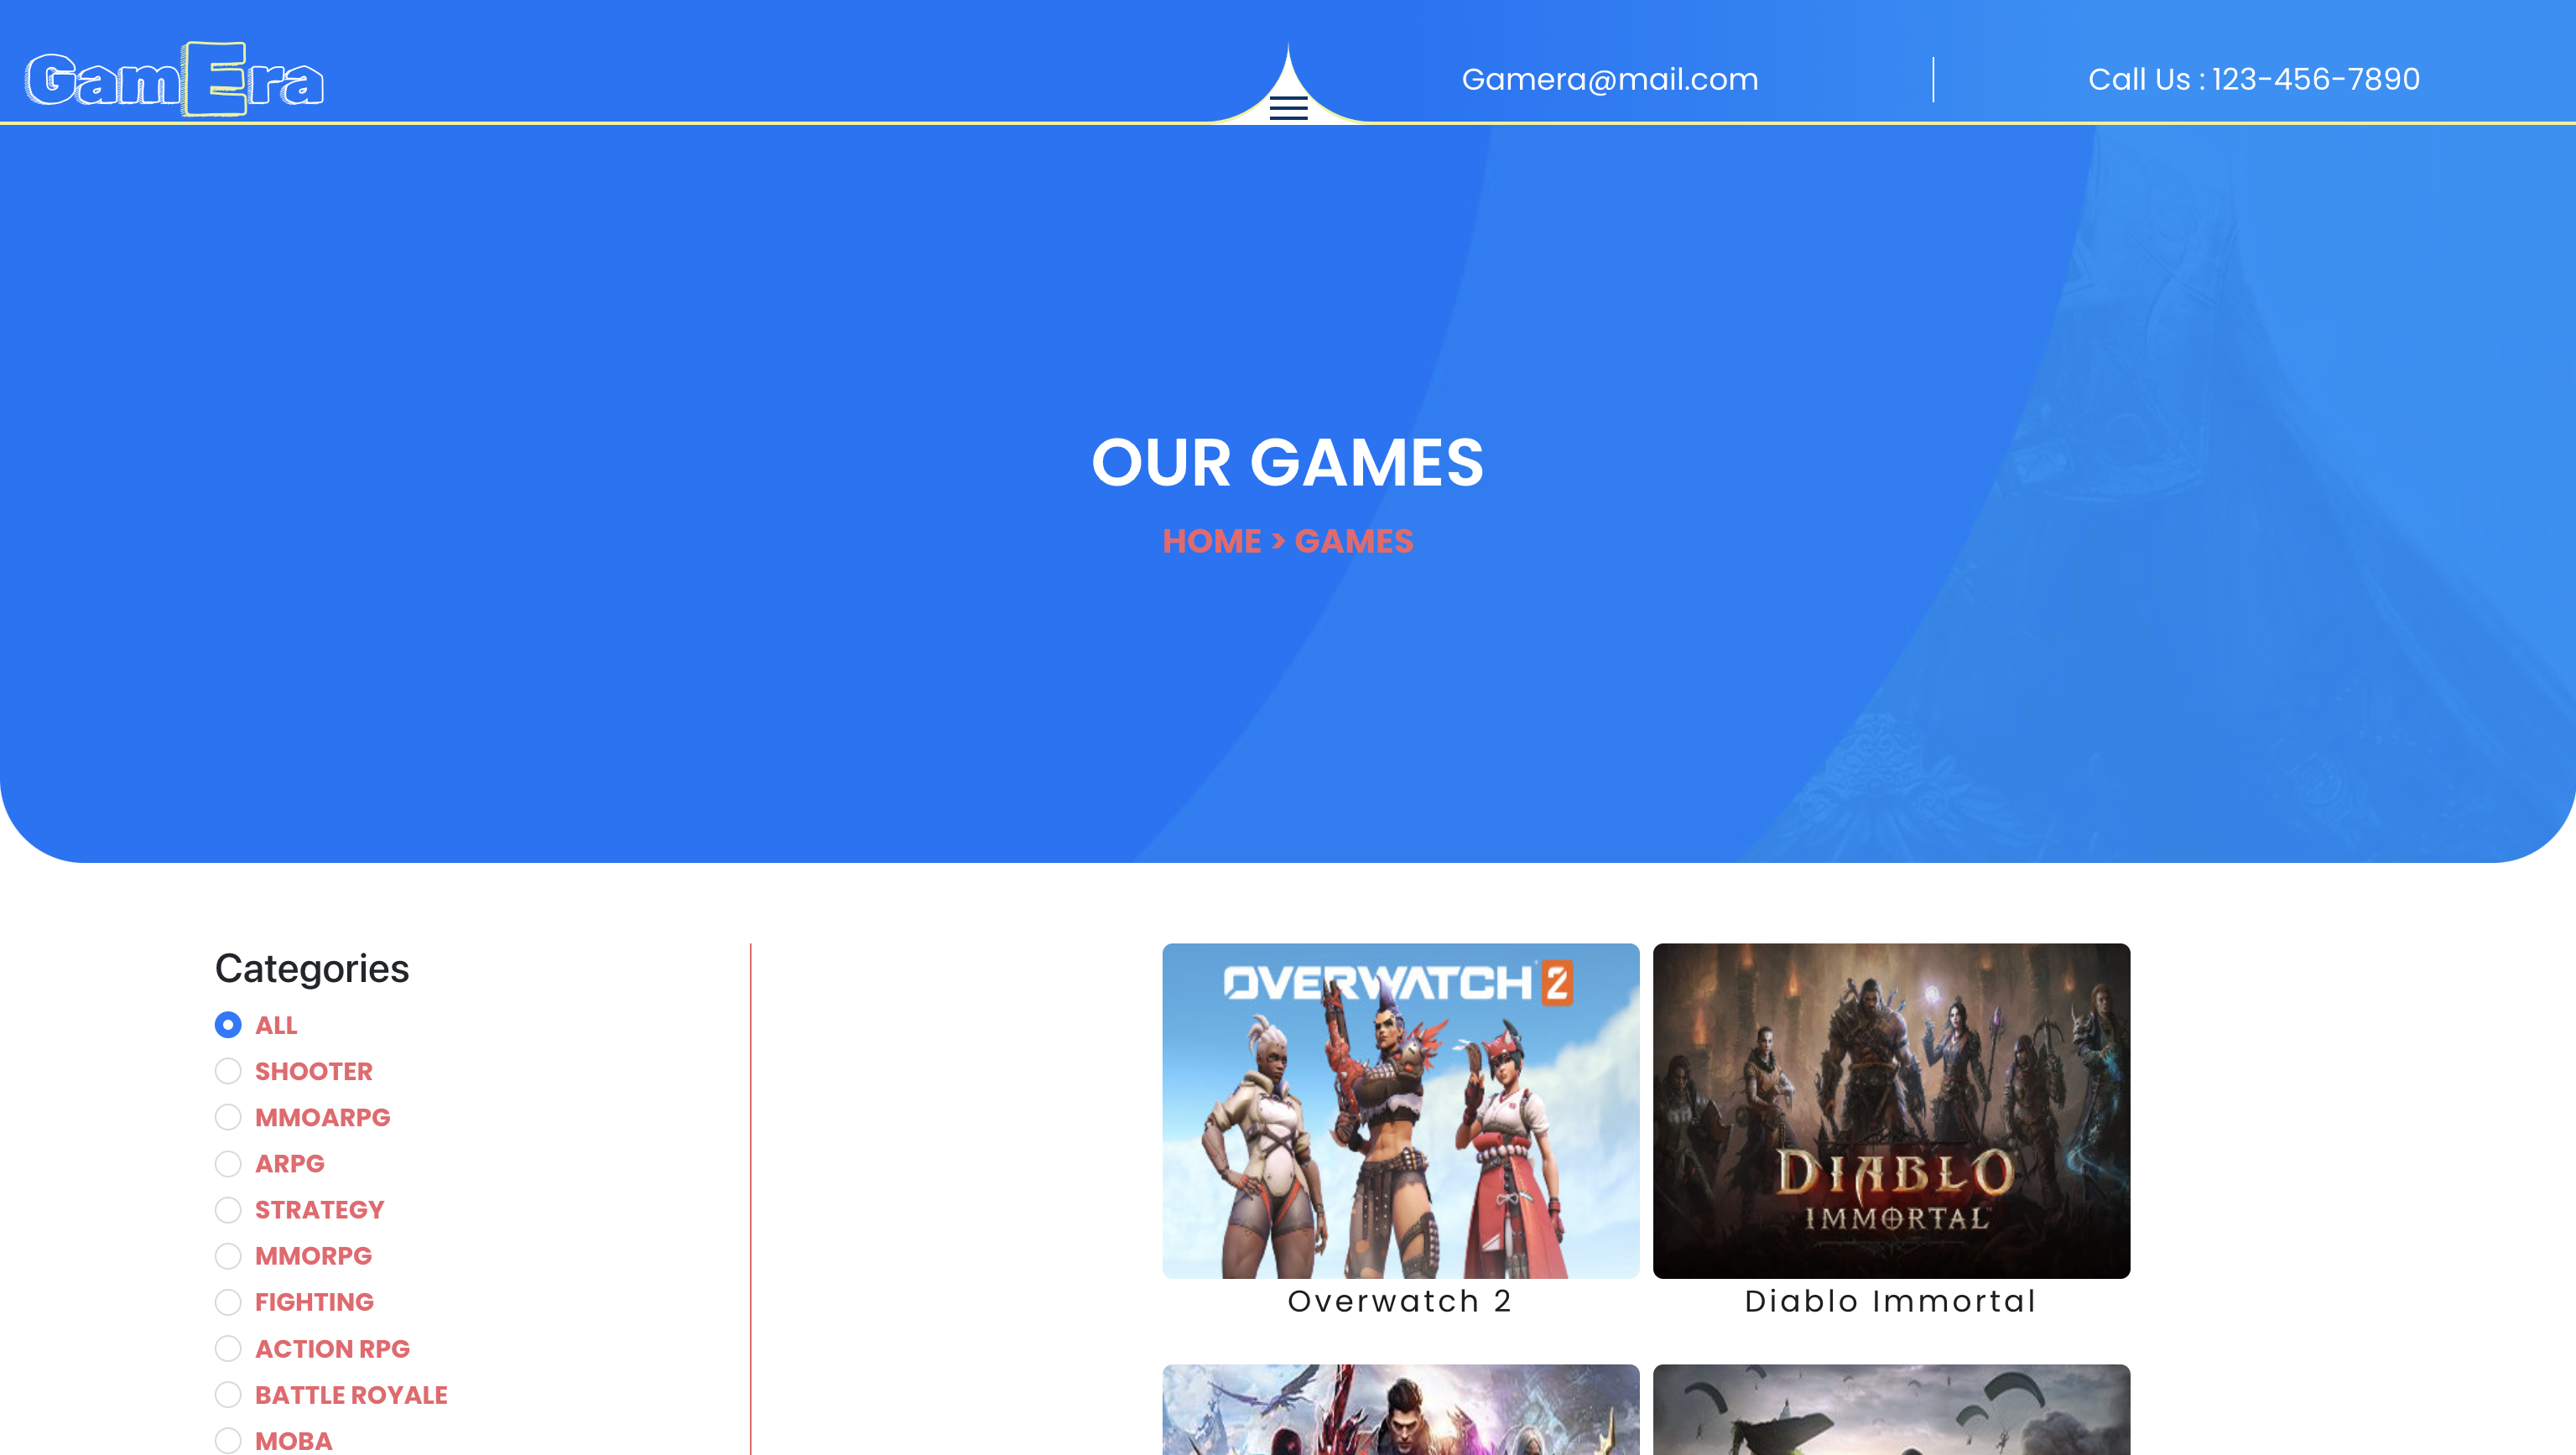 GamEra
Gamera@mail.com
Call Us : 123-456-7890
OUR GAMES
HOME > GAMES
Categories
ALL
SHOOTER
MMOARPG
ARPG
STRATEGY
MMORPG
FIGHTING
ACTION RPG
BATTLE ROYALE
MOBA
OVERWATCH 2
Overwatch 2
DIABLO
IMMORTAL
Diablo Immortal